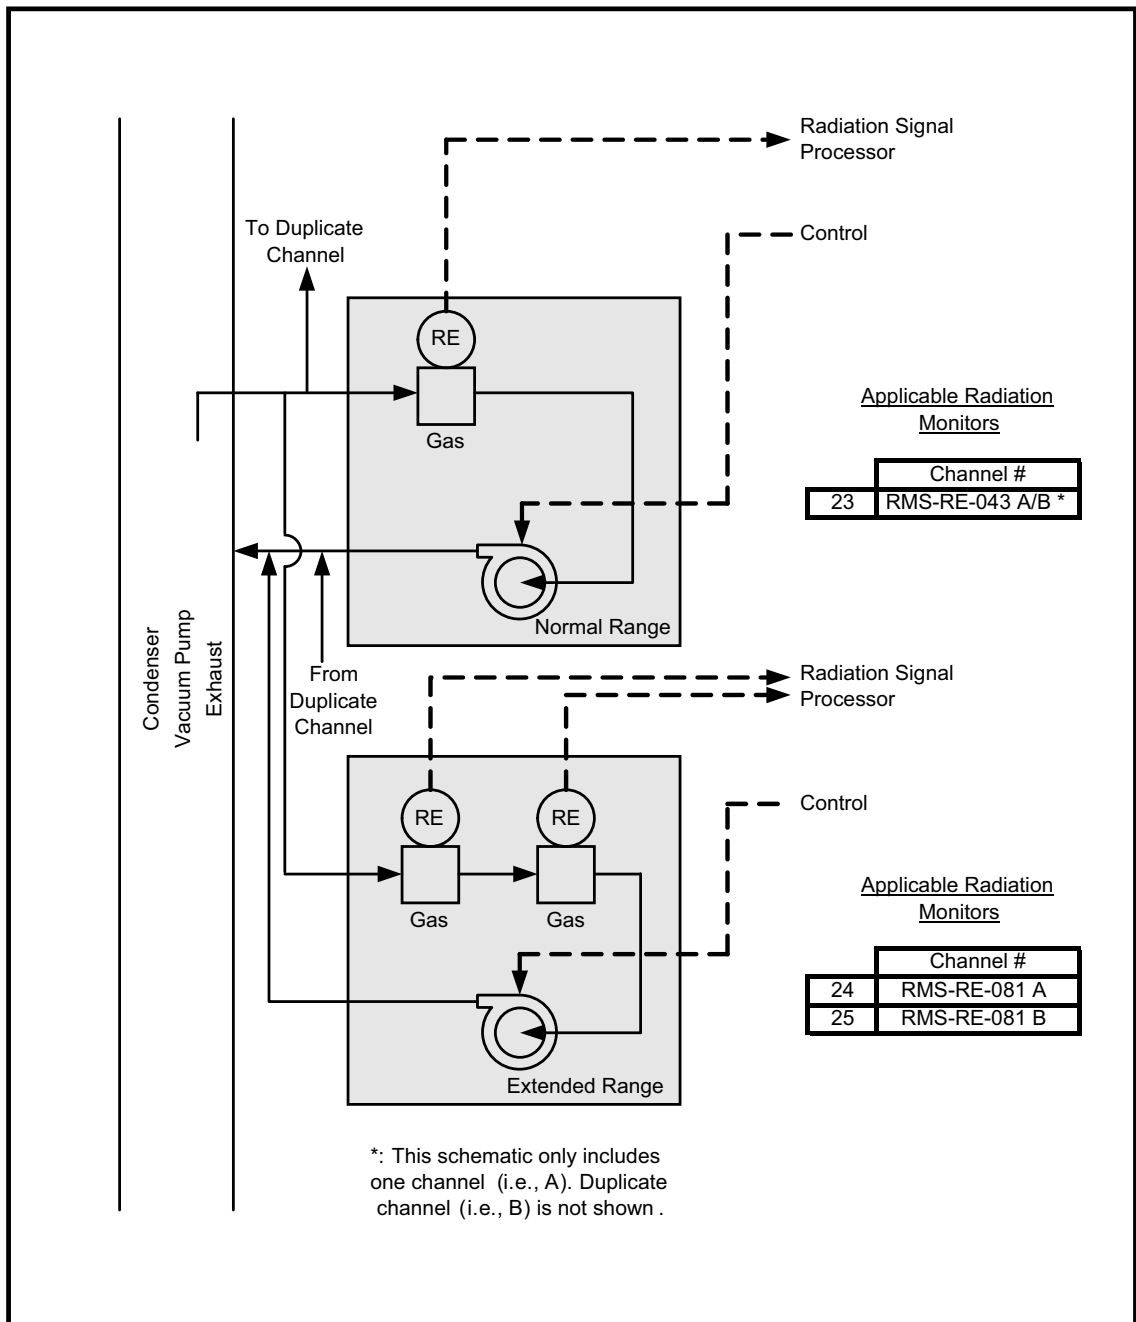 Radiation Signal
Processor
To Duplicate
Channel
Control
RE
Gas
Applicable Radiation
Monitors
Channel #
23 RMS-RE-043 A/B *
Normal Range
Condenser
Vacuum Pump
Exhaust
From
Duplicate
Channel
Radiation Signal
Processor
RE RE
Gas Gas
Control
Applicable Radiation
Monitors
Channel #
24 RMS-RE-081 A
25 RMS-RE-081 B
Extended Range
*: This schematic only includes
one channel (i.e., A). Duplicate
channel (i.e., B) is not shown .